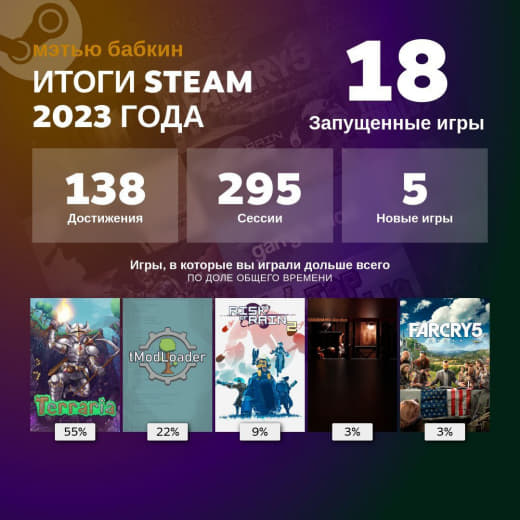 мэтью бабкин
ИТОГИ STEAM
2023 ГОДА
18
Запущенные игры
138
Достижения
295
Сессии
5
Новые игры
Игры, в которые вы играли дольше всего
ПО ДОЛЕ ОБЩЕГО ВРЕМЕНИ
Terraria
tModLoader
RISK OF RAIN 2
FARCRY5
55%
22%
9%
3%
3%